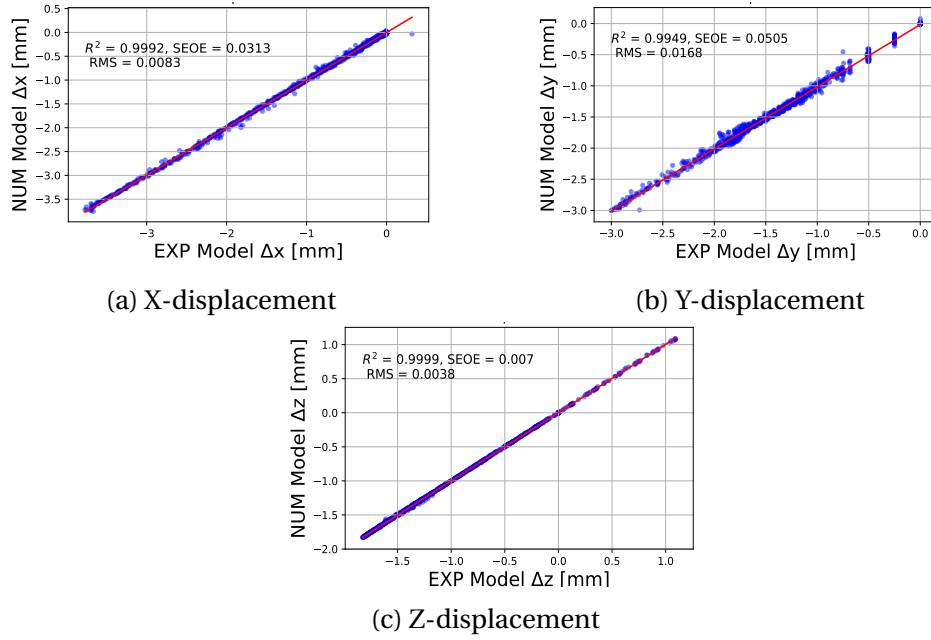 0.5
0.0
−0.5
−1.0
−1.5
−2.0
−2.5
−3.0
−3.5
NUM Model Δx [mm]
R² = 0.9992, SEOE = 0.0313
RMS = 0.0083
−3
−2
−1
0
EXP Model Δx [mm]
(a) X-displacement
0.0
−0.5
−1.0
−1.5
−2.0
−2.5
−3.0
NUM Model Δy [mm]
R² = 0.9949, SEOE = 0.0505
RMS = 0.0168
−3.0
−2.5
−2.0
−1.5
−1.0
−0.5
0.0
EXP Model Δy [mm]
(b) Y-displacement
1.0
0.5
0.0
−0.5
−1.0
−1.5
−2.0
NUM Model Δz [mm]
R² = 0.9999, SEOE = 0.007
RMS = 0.0038
−1.5
−1.0
−0.5
0.0
0.5
1.0
EXP Model Δz [mm]
(c) Z-displacement